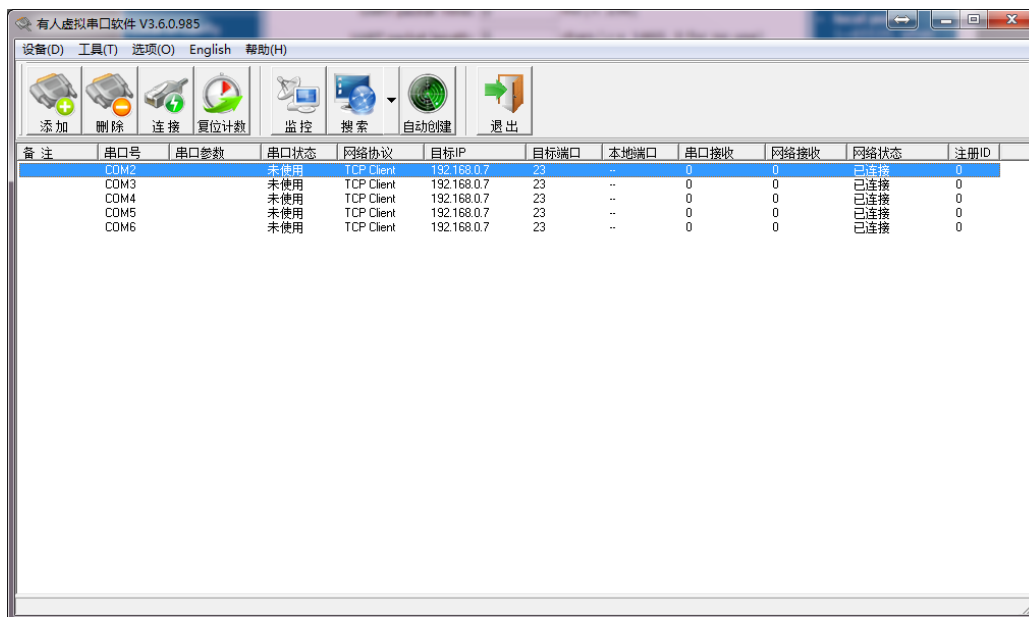 有人虚拟串口软件 V3.6.0.985
设备(D) 工具(T) 选项(O) English 帮助(H)
添加 删除 连接 复位计数 监控 搜索 自动创建 退出
备 注 串口号 串口参数 串口状态 网络协议 目标IP 目标端口 本地端口 串口接收 网络接收 网络状态 注册ID
COM2 未使用 TCP Client 192.168.0.7 23 -- 0 0 已连接 0
COM3 未使用 TCP Client 192.168.0.7 23 -- 0 0 已连接 0
COM4 未使用 TCP Client 192.168.0.7 23 -- 0 0 已连接 0
COM5 未使用 TCP Client 192.168.0.7 23 -- 0 0 已连接 0
COM6 未使用 TCP Client 192.168.0.7 23 -- 0 0 已连接 0